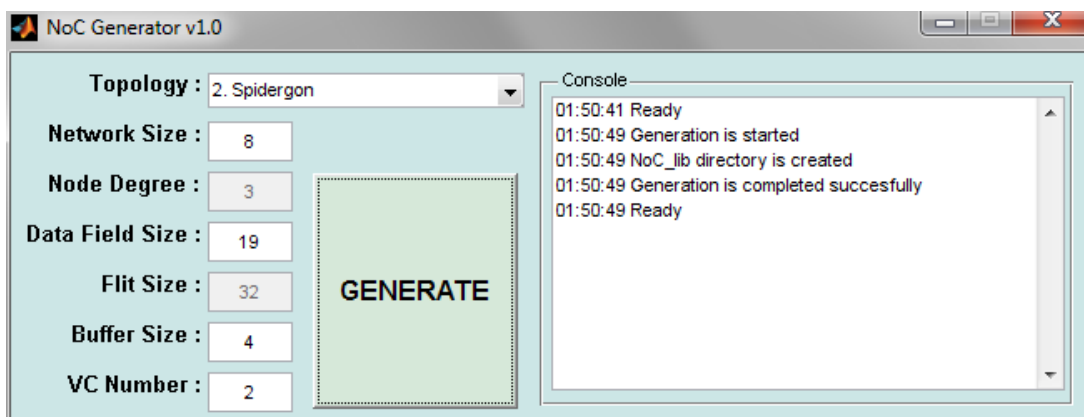 NoC Generator v1.0
Topology : 2. Spidergon
Network Size : 8
Node Degree : 3
Data Field Size : 19
Flit Size : 32
Buffer Size : 4
VC Number : 2
GENERATE
Console
01:50:41 Ready
01:50:49 Generation is started
01:50:49 NoC_lib directory is created
01:50:49 Generation is completed succesfully
01:50:49 Ready